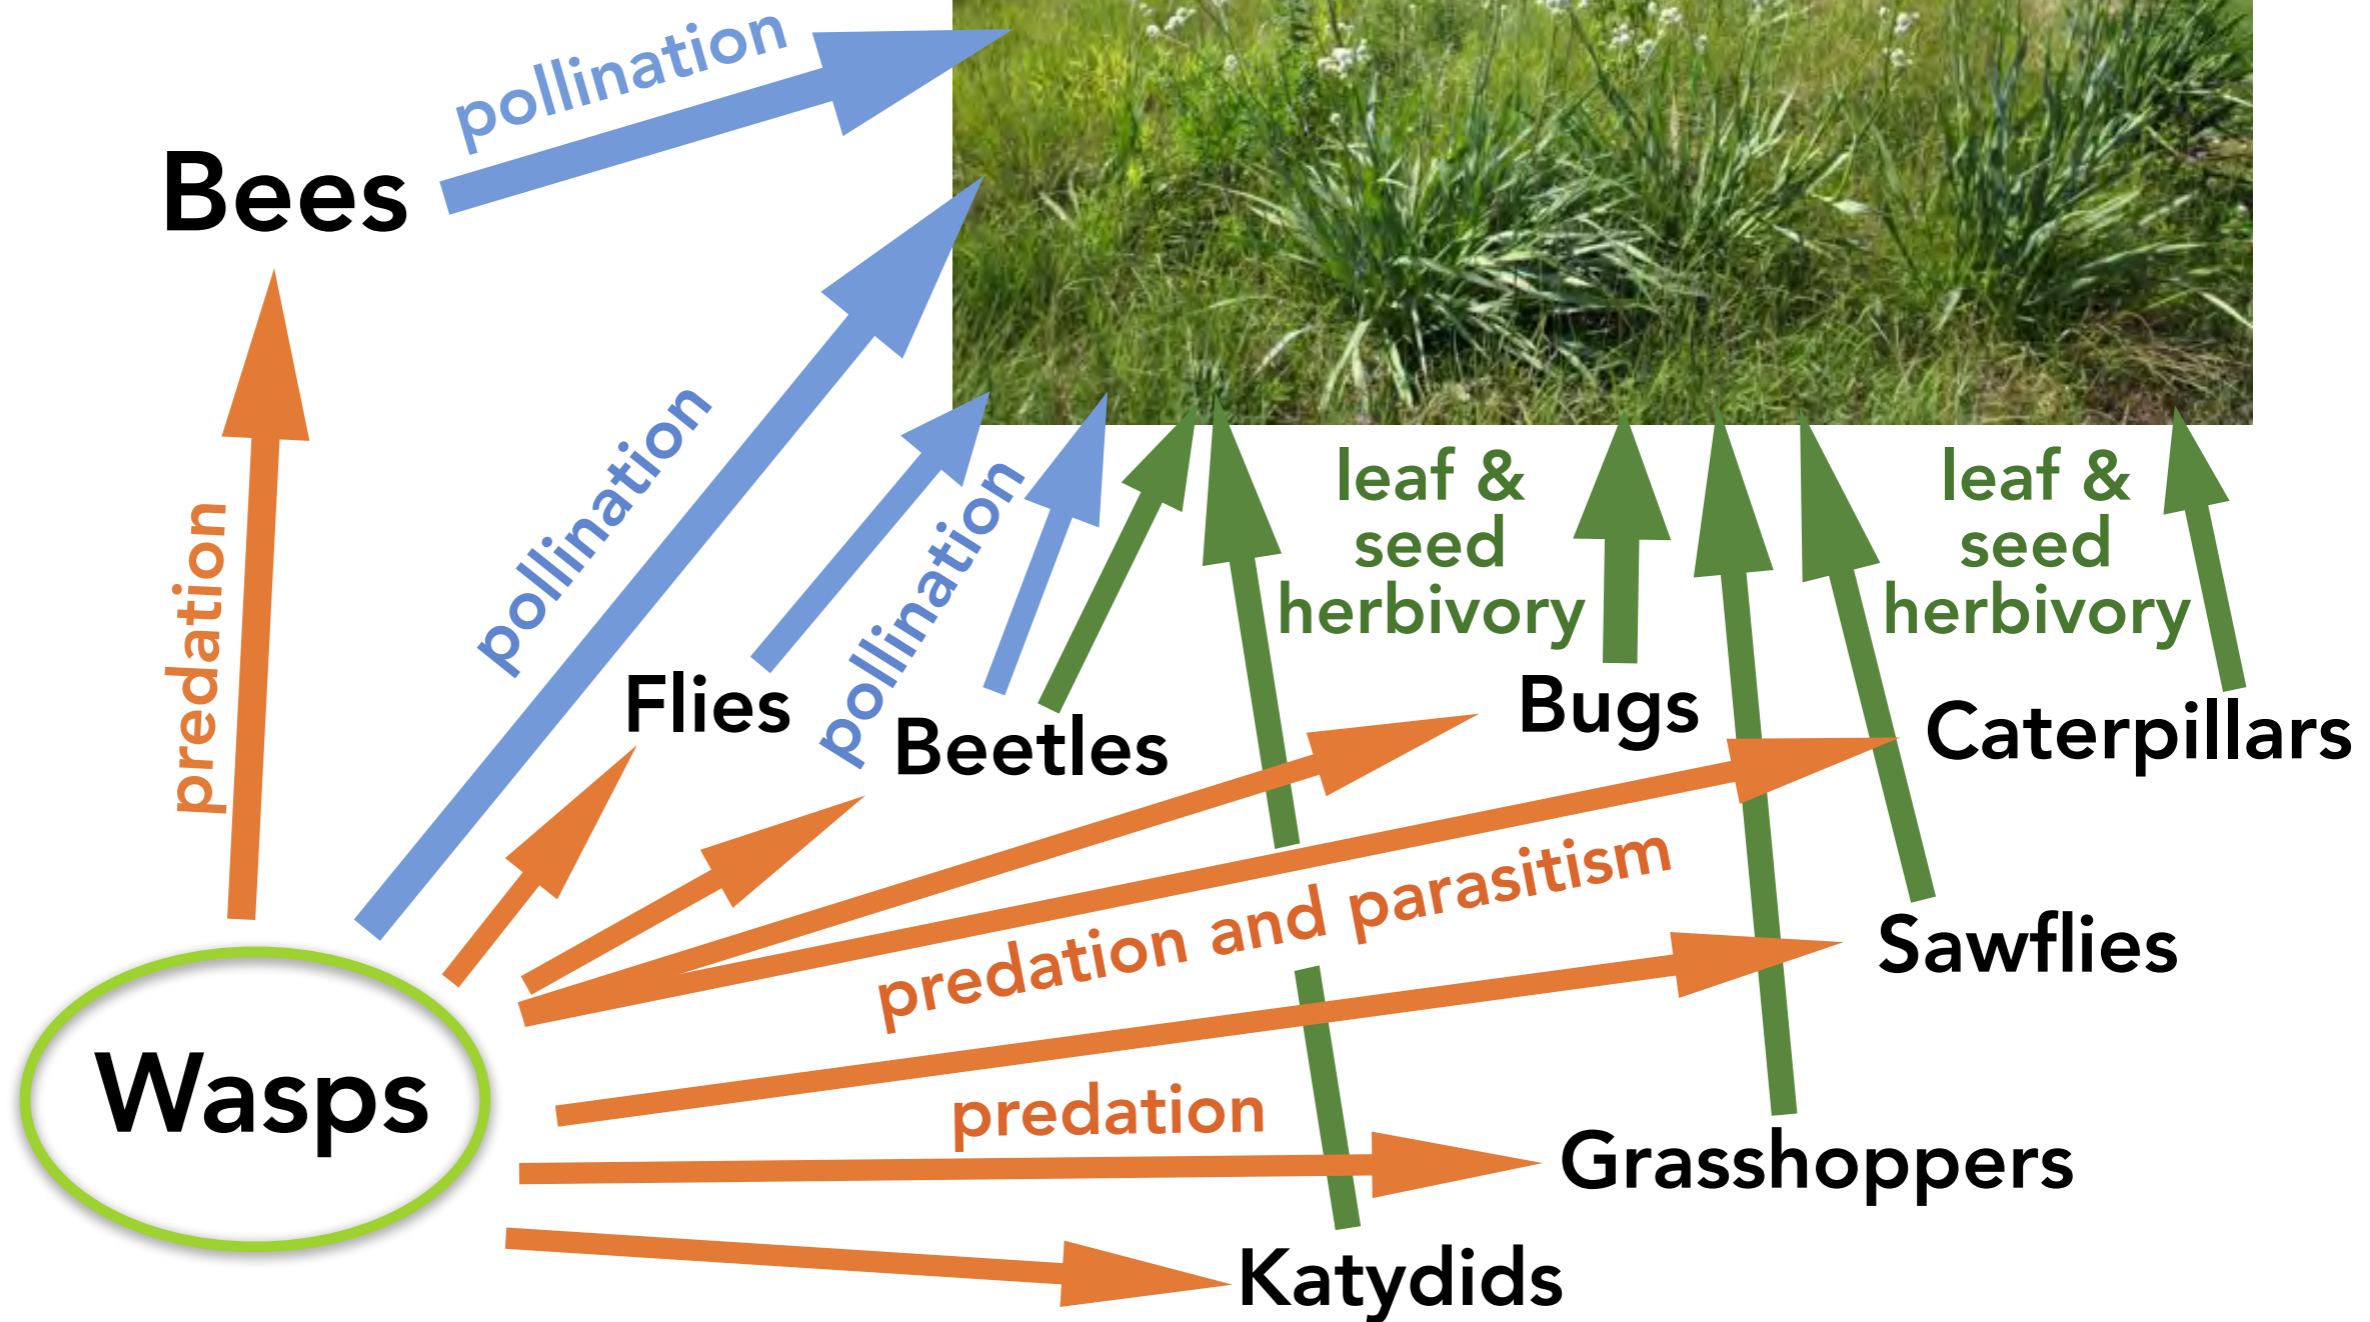 pollination
Bees
predation
pollination
pollination
leaf &
seed
herbivory
leaf &
seed
herbivory
Flies
Beetles
Bugs
Caterpillars
predation and parasitism
Sawflies
Wasps
predation
Grasshoppers
Katydids